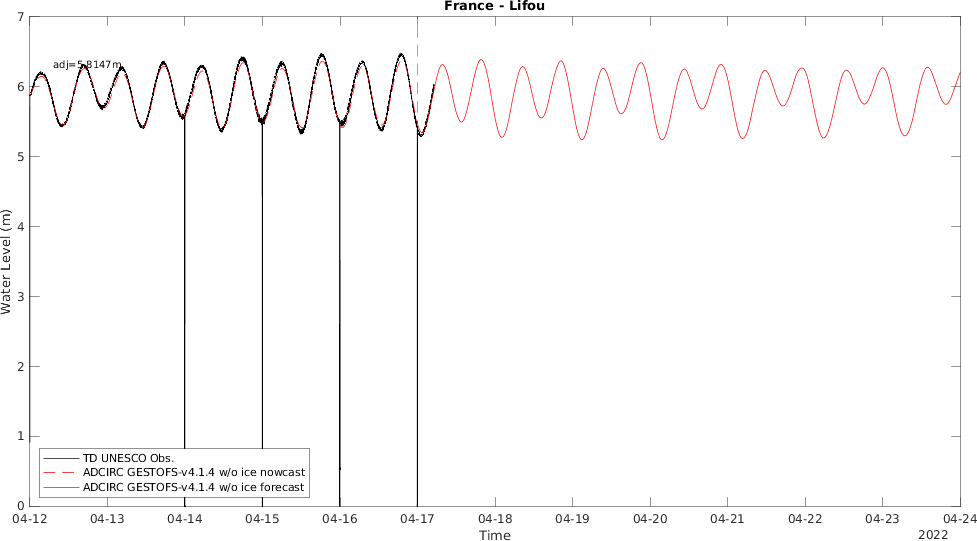 France - Lifou
7
6
5
4
3
2
1
0
Water Level (m)
adj=5.8147m
TD UNESCO Obs.
ADCIRC GESTOFS-v4.1.4 w/o ice nowcast
ADCIRC GESTOFS-v4.1.4 w/o ice forecast
04-12 04-13 04-14 04-15 04-16 04-17 04-18 04-19 04-20 04-21 04-22 04-23 04-24
Time
2022